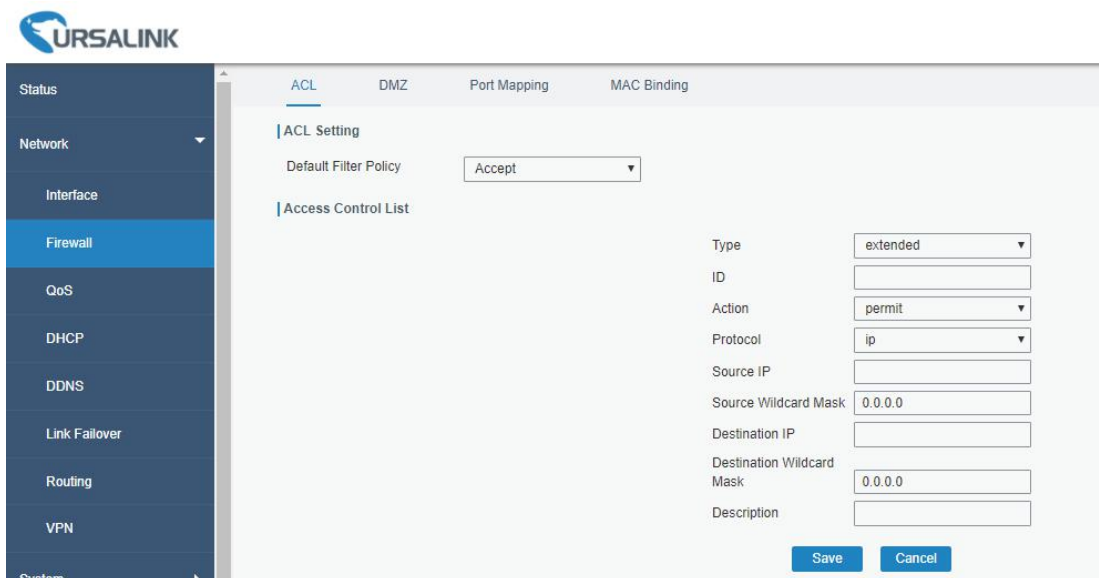 URSALINK
Status
Network
Interface
Firewall
QoS
DHCP
DDNS
Link Failover
Routing
VPN
System
ACL DMZ Port Mapping MAC Binding
ACL Setting
Default Filter Policy Accept
Access Control List
Type extended
ID
Action permit
Protocol ip
Source IP
Source Wildcard Mask 0.0.0.0
Destination IP
Destination Wildcard
Mask 0.0.0.0
Description
Save Cancel